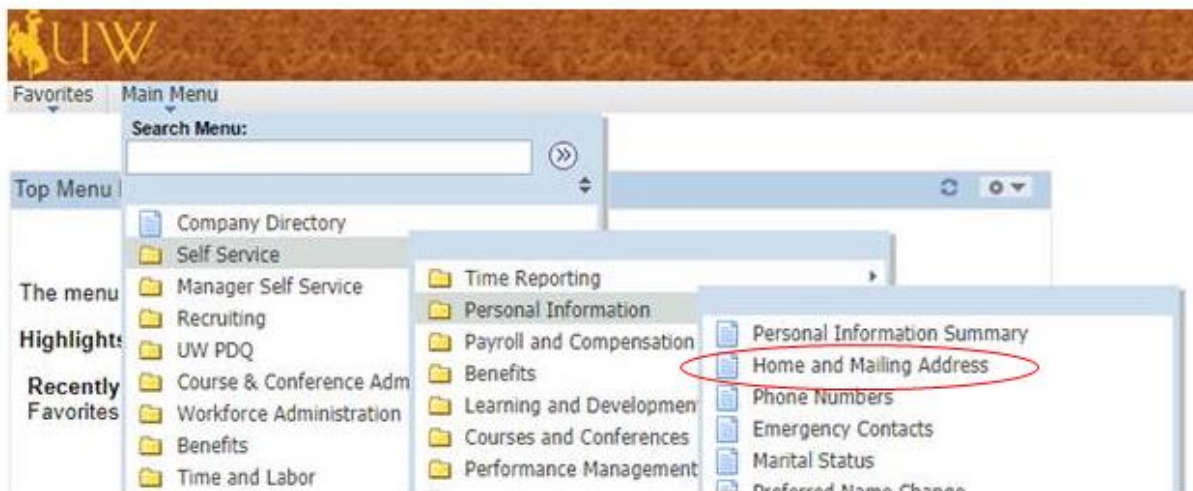 UW
Favorites Main Menu
Search Menu:
Top Menu
Company Directory
Self Service
Manager Self Service
Recruiting
UW PDQ
Course & Conference Adm
Workforce Administration
Benefits
Time and Labor
The menu
Highlights
Recently
Favorites
Time Reporting
Personal Information
Payroll and Compensation
Benefits
Learning and Developmen
Courses and Conferences
Performance Management
Personal Information Summary
Home and Mailing Address
Phone Numbers
Emergency Contacts
Marital Status
Preferred Name Change